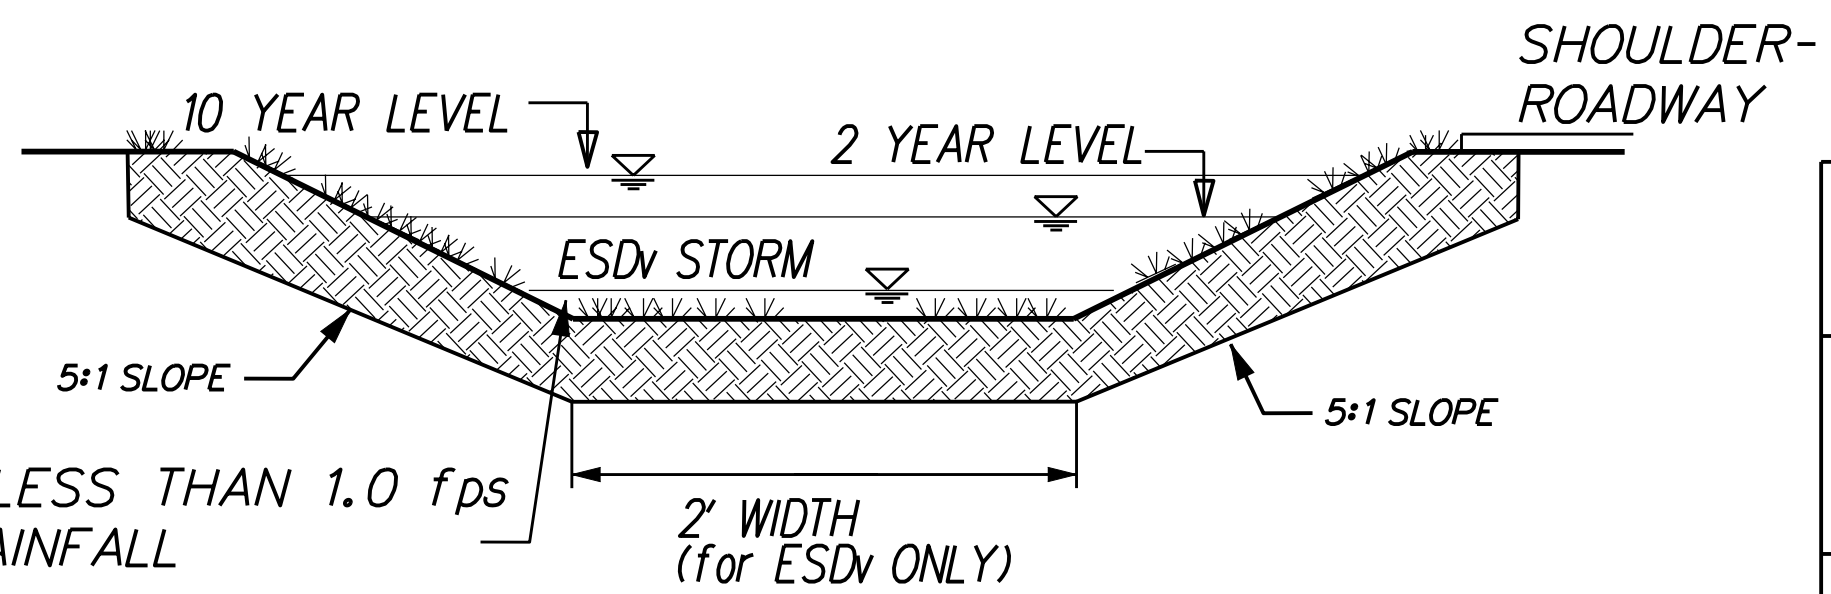 SHOULDER-
ROADWAY
10 YEAR LEVEL
2 YEAR LEVEL
ESDv STORM
5:1 SLOPE
5:1 SLOPE
LESS THAN 1.0 fps
2' WIDTH
(for ESDv ONLY)